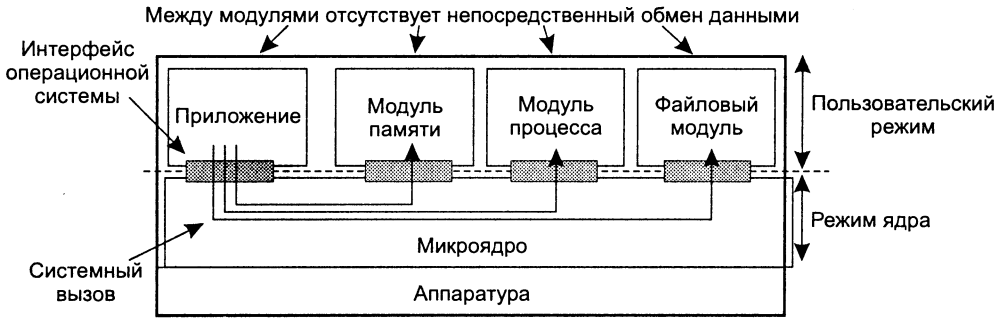 Между модулями отсутствует непосредственный обмен данными
Интерфейс
операционной
системы
Приложение
Модуль
памяти
Модуль
процесса
Файловый
модуль
Пользовательский
режим
Режим ядра
Микроядро
Системный
вызов
Аппаратура